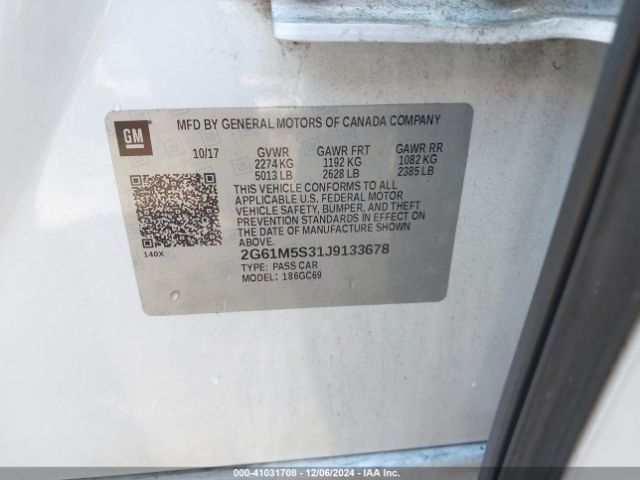 GM
MFD BY GENERAL MOTORS OF CANADA COMPANY
10/17 GVWR GAWR FRT GAWR RR
2274 KG 1192 KG 1082 KG
5013 LB 2628 LB 2385 LB
THIS VEHICLE CONFORMS TO ALL
APPLICABLE U.S. FEDERAL MOTOR
VEHICLE SAFETY, BUMPER, AND THEFT
PREVENTION STANDARDS IN EFFECT ON
THE DATE OF MANUFACTURE SHOWN
ABOVE.
140X 2G61M5S31J9133678
TYPE: PASS CAR
MODEL: 186GC69
000-41031708 - 12/06/2024 - IAA Inc.